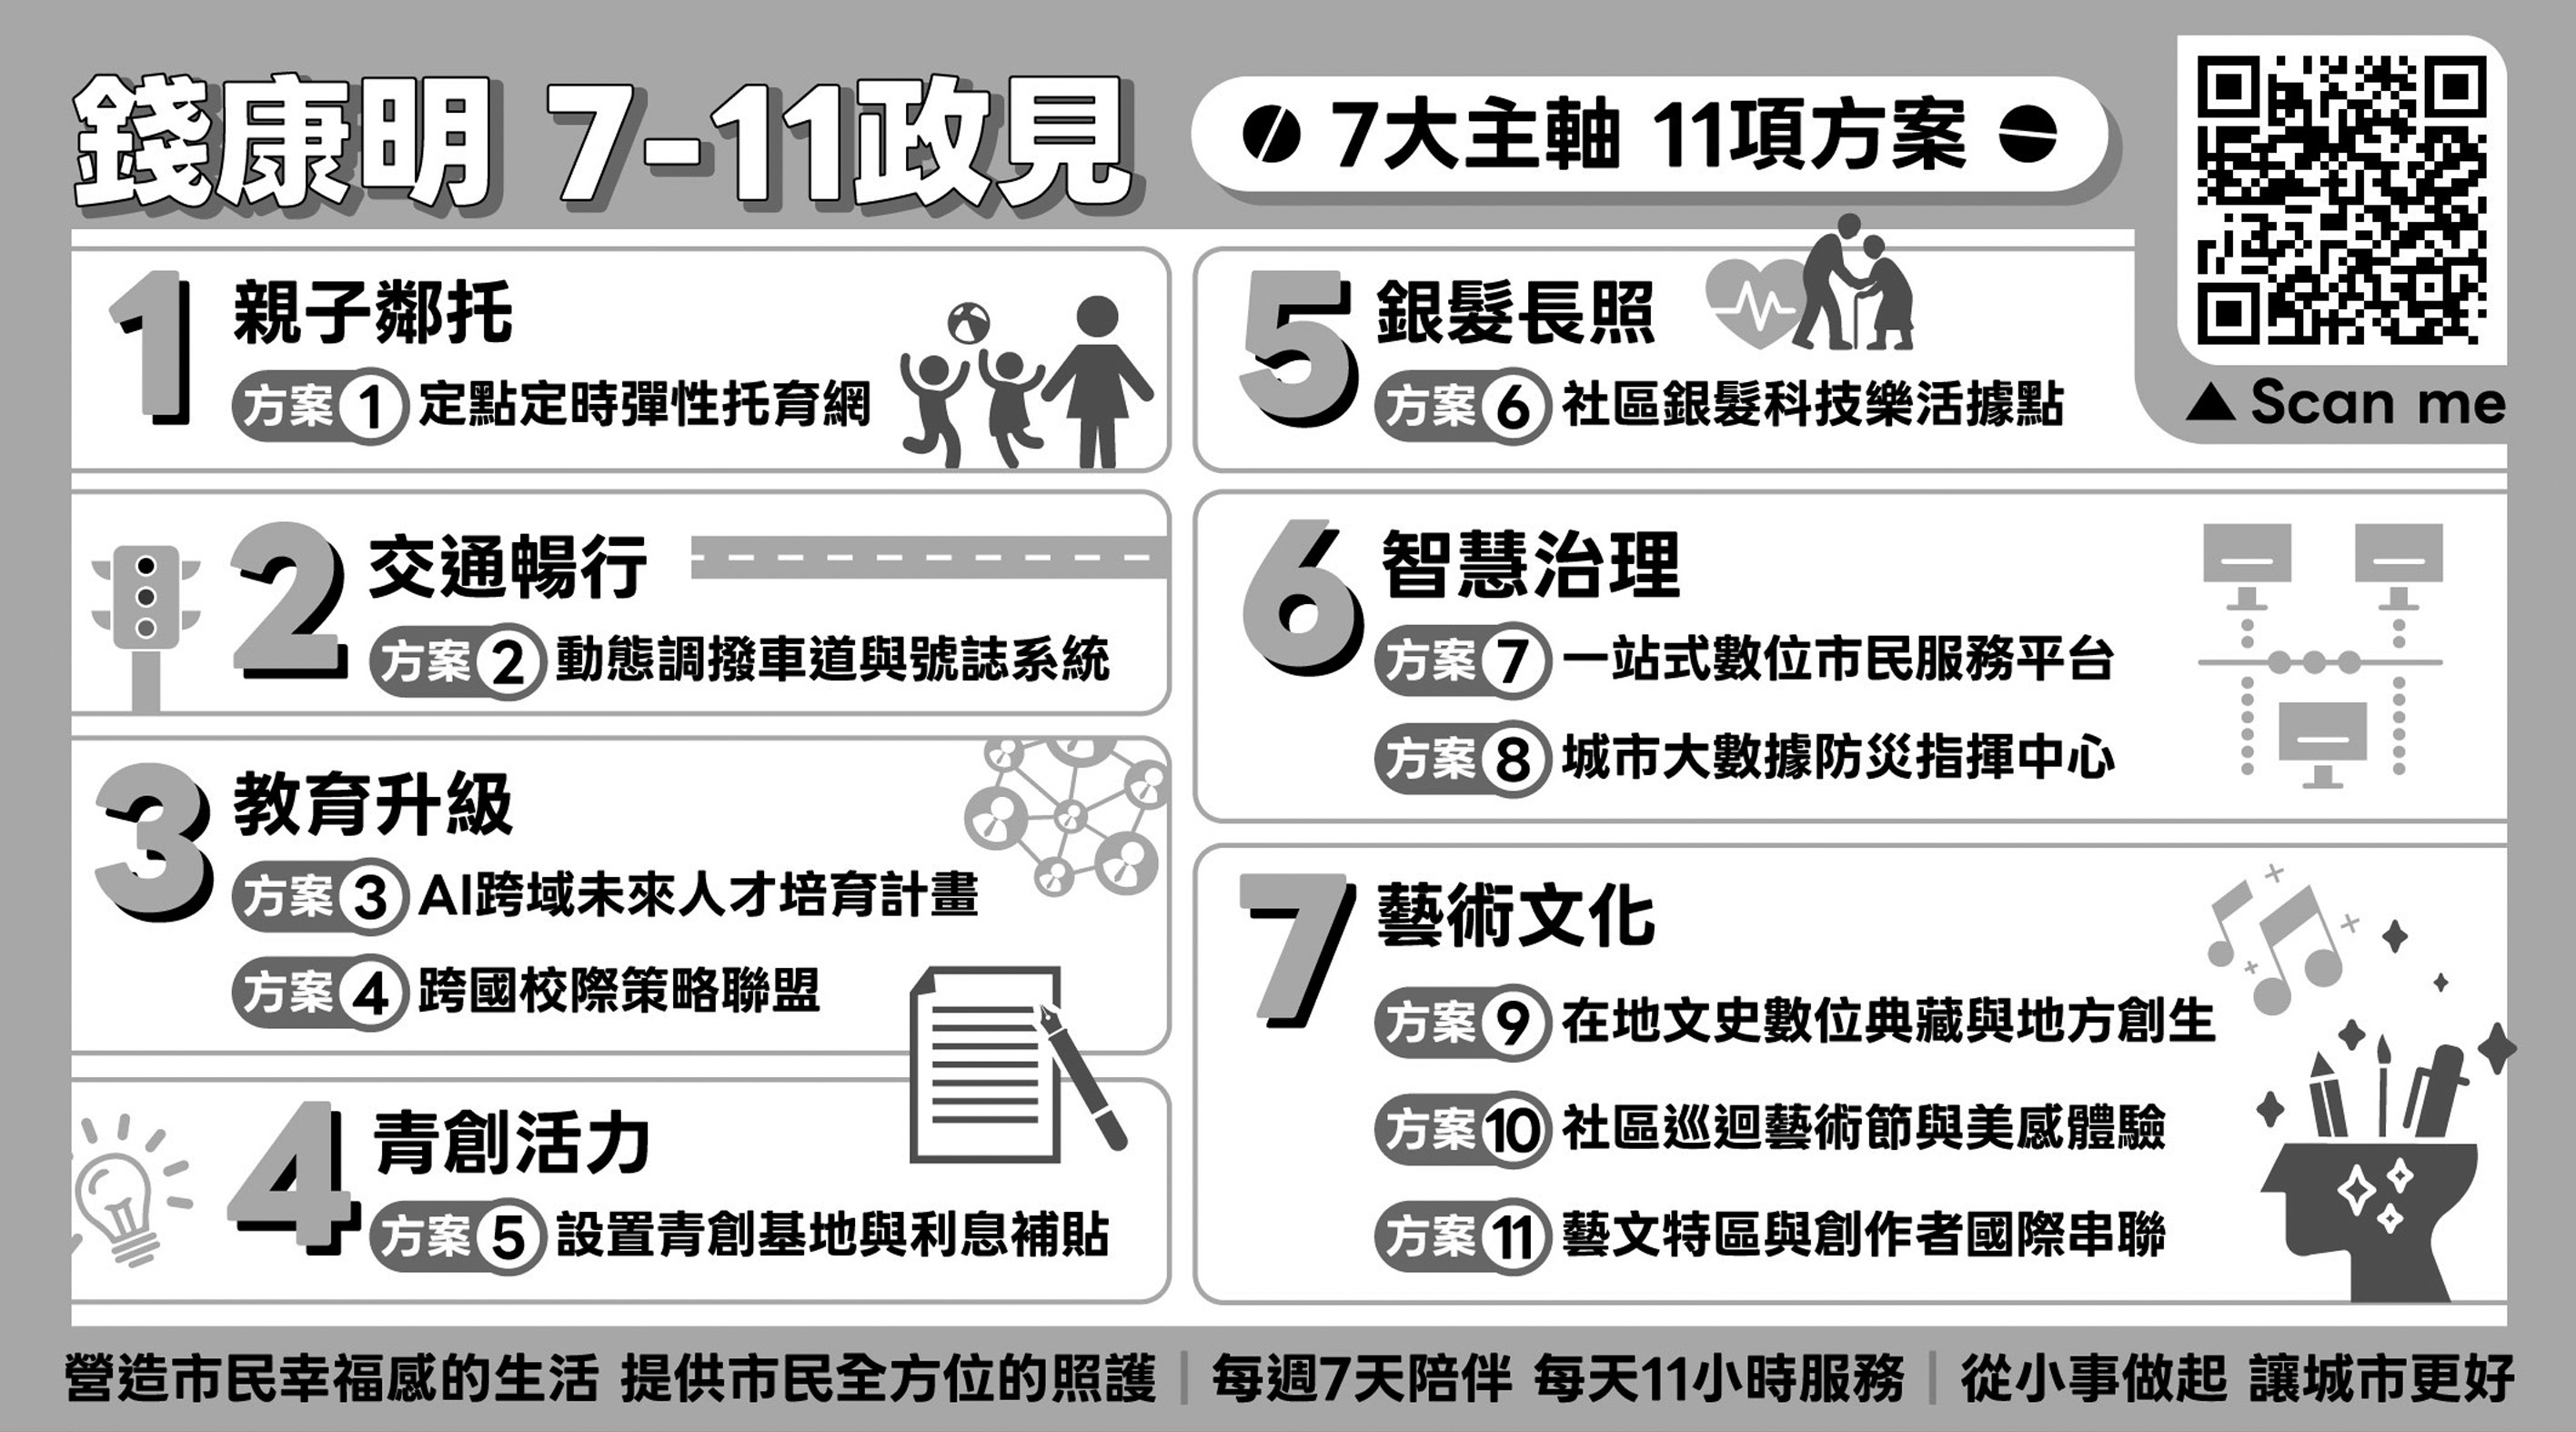 錢康明 7-11政見
7大主軸 11項方案
Scan me
1 親子鄰托
方案1 定點定時彈性托育網
2 交通暢行
方案2 動態調撥車道與號誌系統
3 教育升級
方案3 AI跨域未來人才培育計畫
方案4 跨國校際策略聯盟
4 青創活力
方案5 設置青創基地與利息補貼
5 銀髮長照
方案6 社區銀髮科技樂活據點
6 智慧治理
方案7 一站式數位市民服務平台
方案8 城市大數據防災指揮中心
7 藝術文化
方案9 在地文史數位典藏與地方創生
方案10 社區巡迴藝術節與美感體驗
方案11 藝文特區與創作者國際串聯
營造市民幸福感的生活 提供市民全方位的照護｜每週7天陪伴 每天11小時服務｜從小事做起 讓城市更好